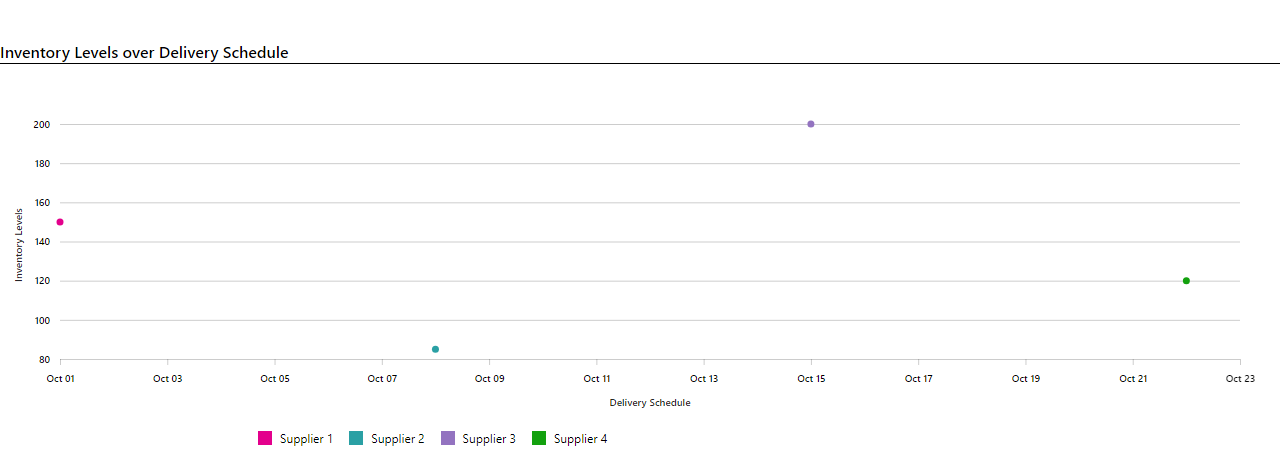 Inventory Levels over Delivery Schedule
200
180
160
140
120
100
80
Inventory Levels
Oct 01 Oct 03 Oct 05 Oct 07 Oct 09 Oct 11 Oct 13 Oct 15 Oct 17 Oct 19 Oct 21 Oct 23
Delivery Schedule
Supplier 1 Supplier 2 Supplier 3 Supplier 4